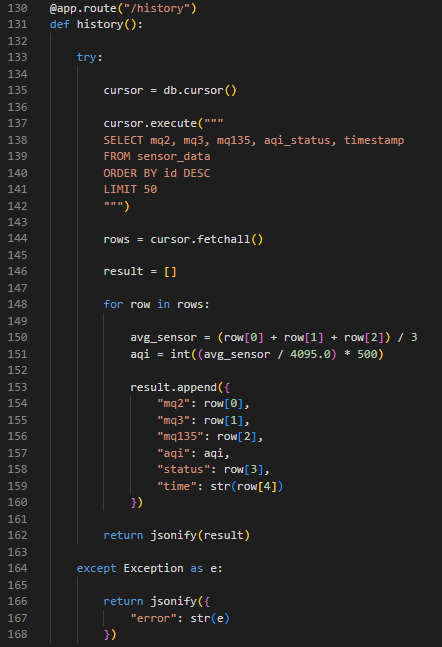 130 @app.route("/history")
131 def history():
132
133     try:
134
135         cursor = db.cursor()
136
137         cursor.execute("""
138         SELECT mq2, mq3, mq135, aqi_status, timestamp
139         FROM sensor_data
140         ORDER BY id DESC
141         LIMIT 50
142         """)
143
144         rows = cursor.fetchall()
145
146         result = []
147
148         for row in rows:
149
150             avg_sensor = (row[0] + row[1] + row[2]) / 3
151             aqi = int((avg_sensor / 4095.0) * 500)
152
153             result.append({
154                 "mq2": row[0],
155                 "mq3": row[1],
156                 "mq135": row[2],
157                 "aqi": aqi,
158                 "status": row[3],
159                 "time": str(row[4])
160             })
161
162         return jsonify(result)
163
164     except Exception as e:
165
166         return jsonify({
167             "error": str(e)
168         })